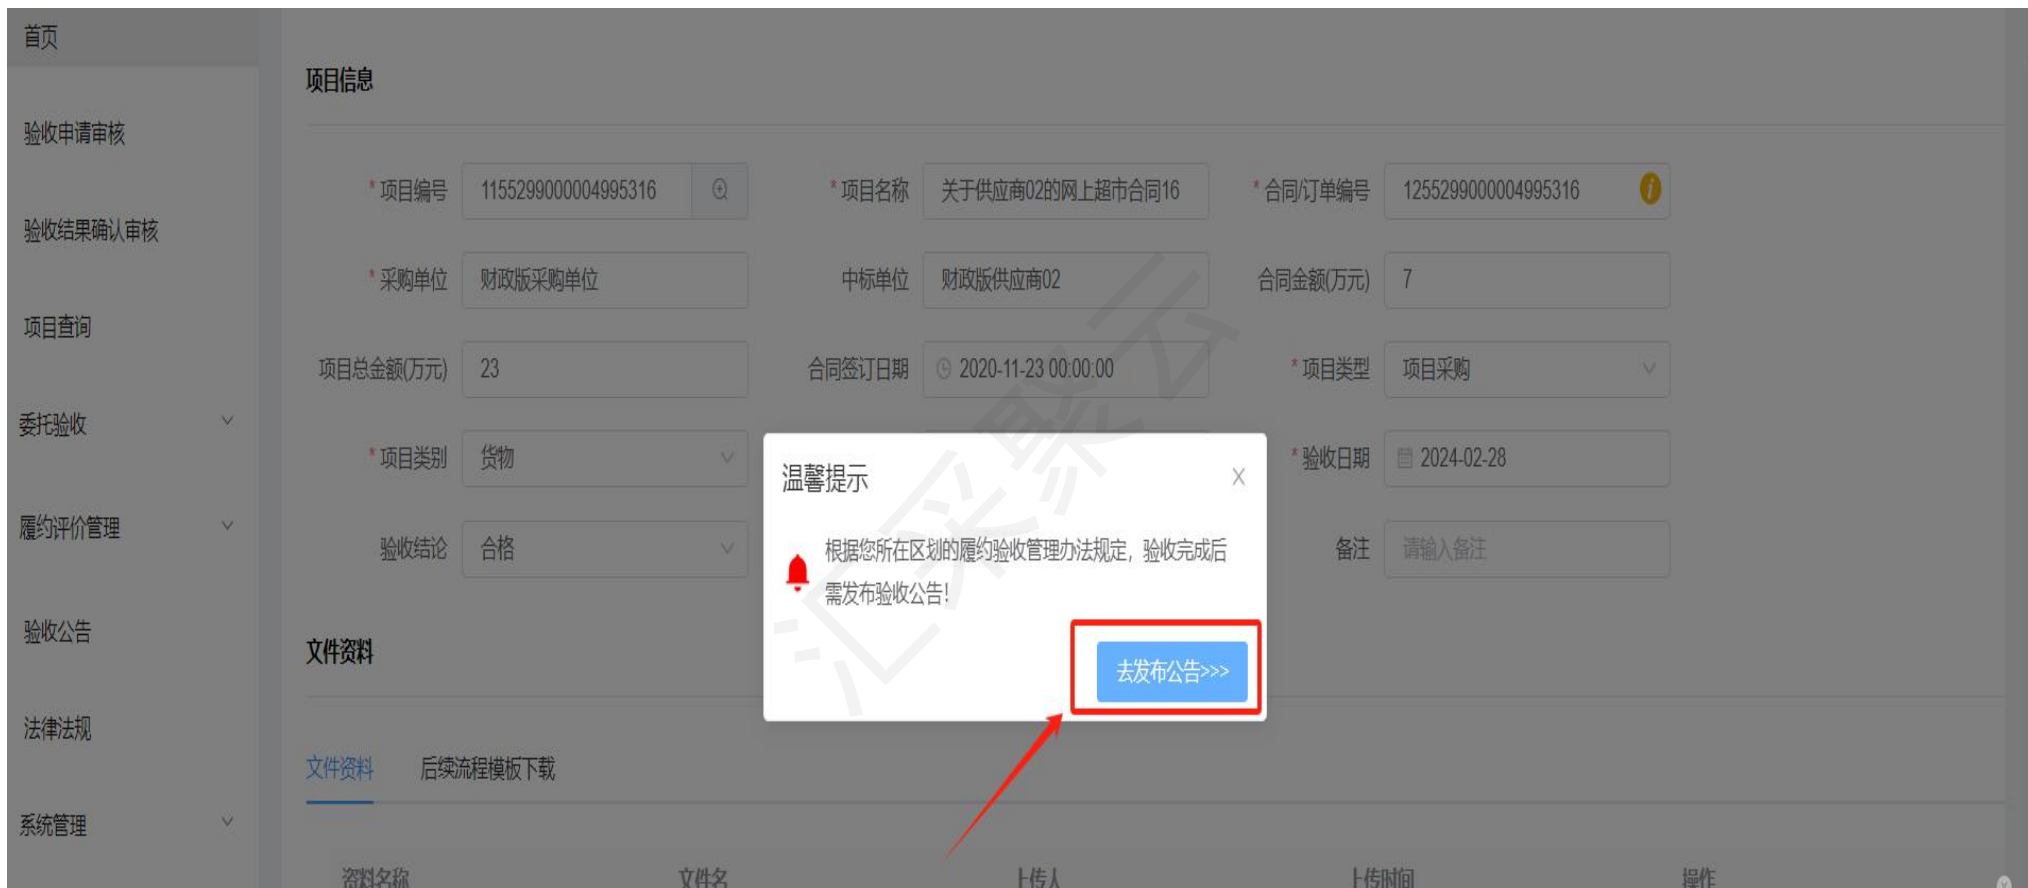 首页
项目信息
验收申请审核
* 项目编号 1155299000004995316 * 项目名称 关于供应商02的网上超市合同16 * 合同/订单编号 1255299000004995316
验收结果确认审核
* 采购单位 财政版采购单位 中标单位 财政版供应商02 合同金额(万元) 7
项目查询
项目总金额(万元) 23 合同签订日期 2020-11-23 00:00:00 * 项目类型 项目采购
委托验收
* 项目类别 货物 * 验收日期 2024-02-28
温馨提示
履约评价管理
验收结论 合格 备注 请输入备注
根据您所在区划的履约验收管理办法规定，验收完成后
需发布验收公告！
验收公告
文件资料
去发布公告>>>
法律法规
文件资料 后续流程模板下载
系统管理
资料名称 文件名 上传人 上传时间 操作
汇采聚云